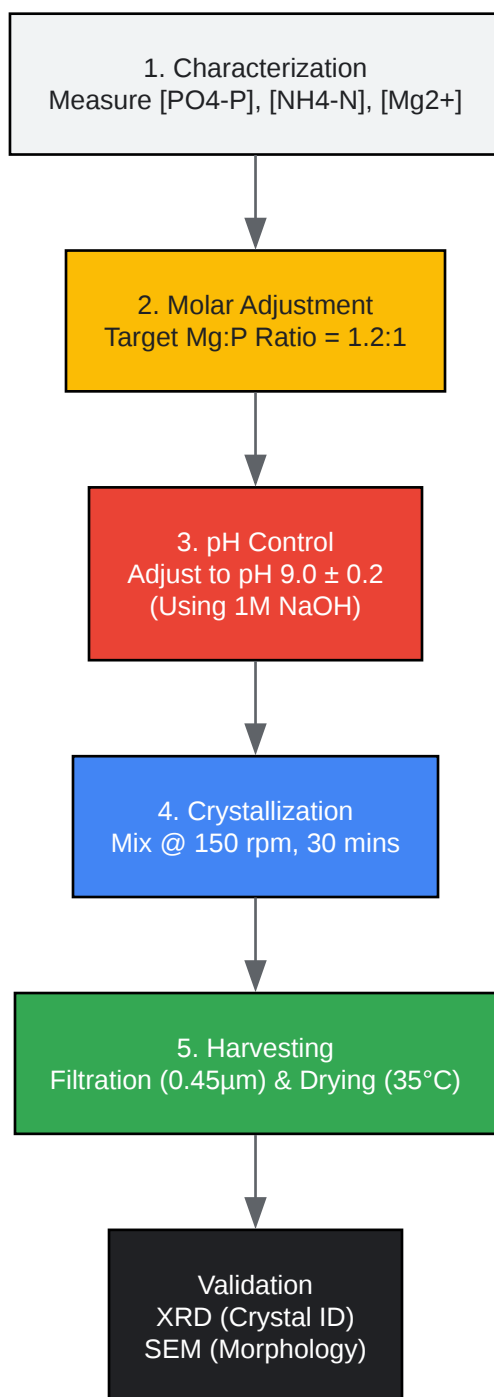 1. Characterization
Measure [PO4-P], [NH4-N], [Mg2+]
2. Molar Adjustment
Target Mg:P Ratio = 1.2:1
3. pH Control
Adjust to pH 9.0 ± 0.2
(Using 1M NaOH)
4. Crystallization
Mix @ 150 rpm, 30 mins
5. Harvesting
Filtration (0.45µm) & Drying (35°C)
Validation
XRD (Crystal ID)
SEM (Morphology)